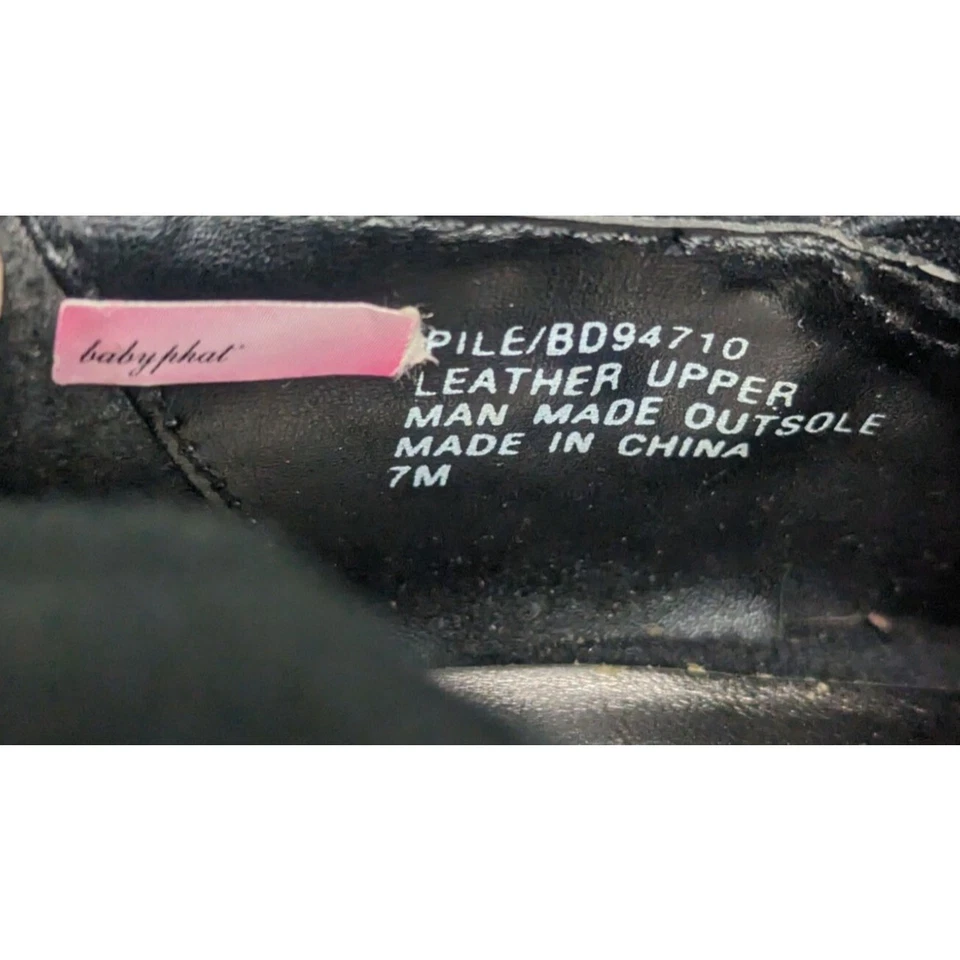 babyphat
PILE/BD94710
LEATHER UPPER
MAN MADE OUTSOLE
MADE IN CHINA
7M